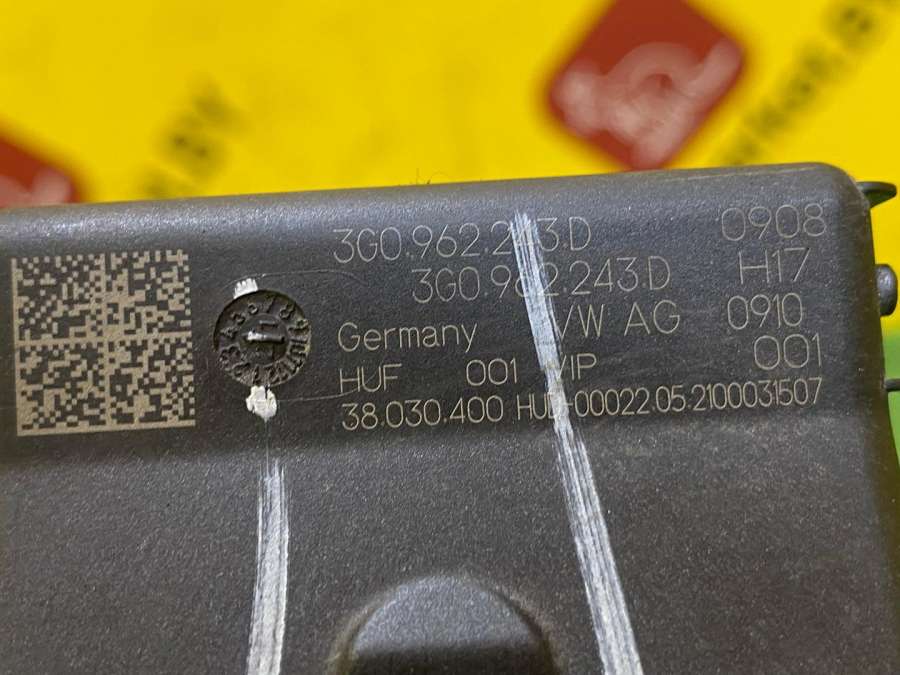 3G0.962.243.D 0908
3G0.962.243.D H17
Germany VW AG 0910
HUF 001 VIP 001
38.030.400 HUD-00022.05.2100031507